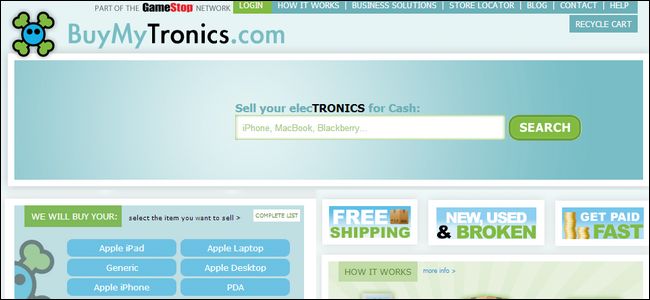 PART OF THE GameStop NETWORK LOGIN HOW IT WORKS | BUSINESS SOLUTIONS | STORE LOCATOR | BLOG | CONTACT | HELP
RECYCLE CART
BuyMyTronics.com
Sell your elecTRONICS for Cash:
iPhone, MacBook, Blackberry... SEARCH
WE WILL BUY YOUR: select the item you want to sell > COMPLETE LIST
Apple iPad Apple Laptop
Generic Apple Desktop
Apple iPhone PDA
FREE
SHIPPING
NEW, USED
& BROKEN
GET PAID
FAST
HOW IT WORKS more info >